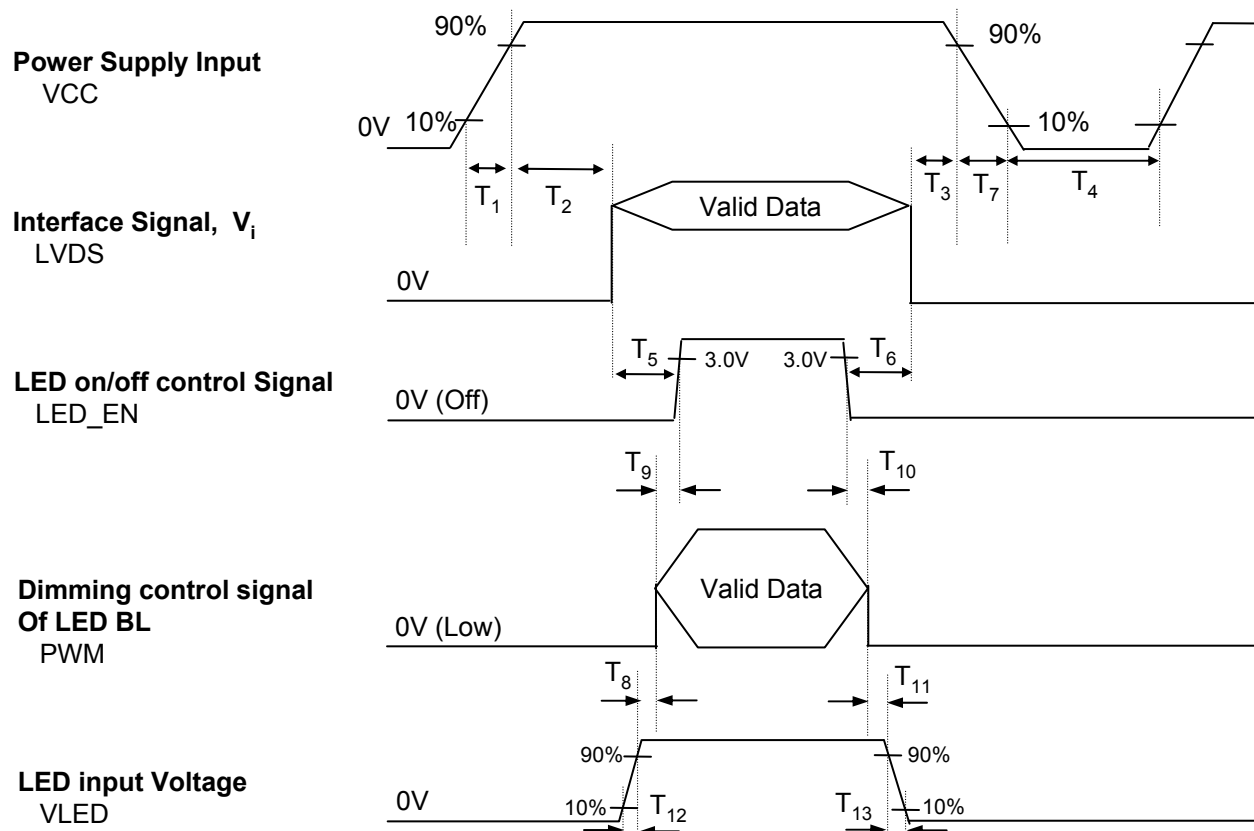 90%
90%
Power Supply Input
VCC
0V
10%
10%
T1
T2
T3
T7
T4
Interface Signal, Vi
LVDS
Valid Data
0V
T5
3.0V
3.0V
T6
LED on/off control Signal
LED_EN
0V (Off)
T9
T10
Dimming control signal
Of LED BL
PWM
Valid Data
0V (Low)
T8
T11
LED input Voltage
VLED
90%
90%
0V
10%
T12
T13
10%